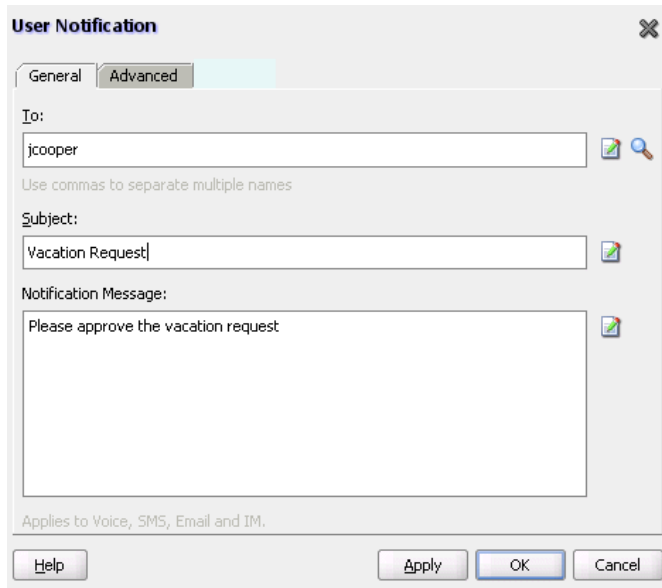 User Notification
General
Advanced
To:
jcooper
Use commas to separate multiple names
Subject:
Vacation Request
Notification Message:
Please approve the vacation request
Applies to Voice, SMS, Email and IM.
Help
Apply
OK
Cancel